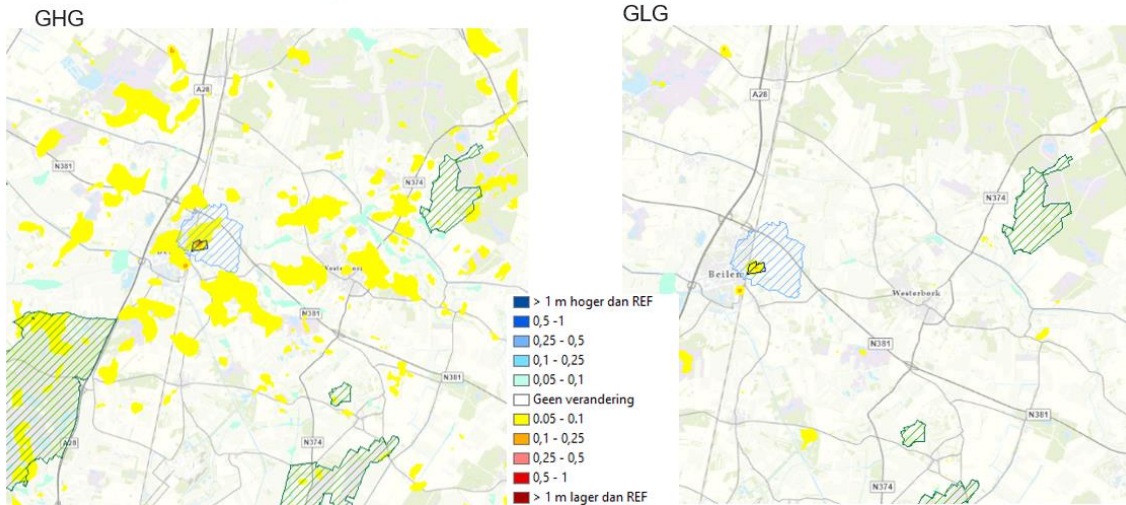 GHG
GLG
A28
A28
N381
N374
N374
Beilen
Westerbork
N381
N381
N381
N381
A28
N374
N374
> 1 m hoger dan REF
0,5 -1
0,25 - 0,5
0,1 - 0,25
0,05 - 0,1
Geen verandering
0.05 - 0.1
0,1 - 0,25
0,25 - 0,5
0,5 - 1
> 1 m lager dan REF